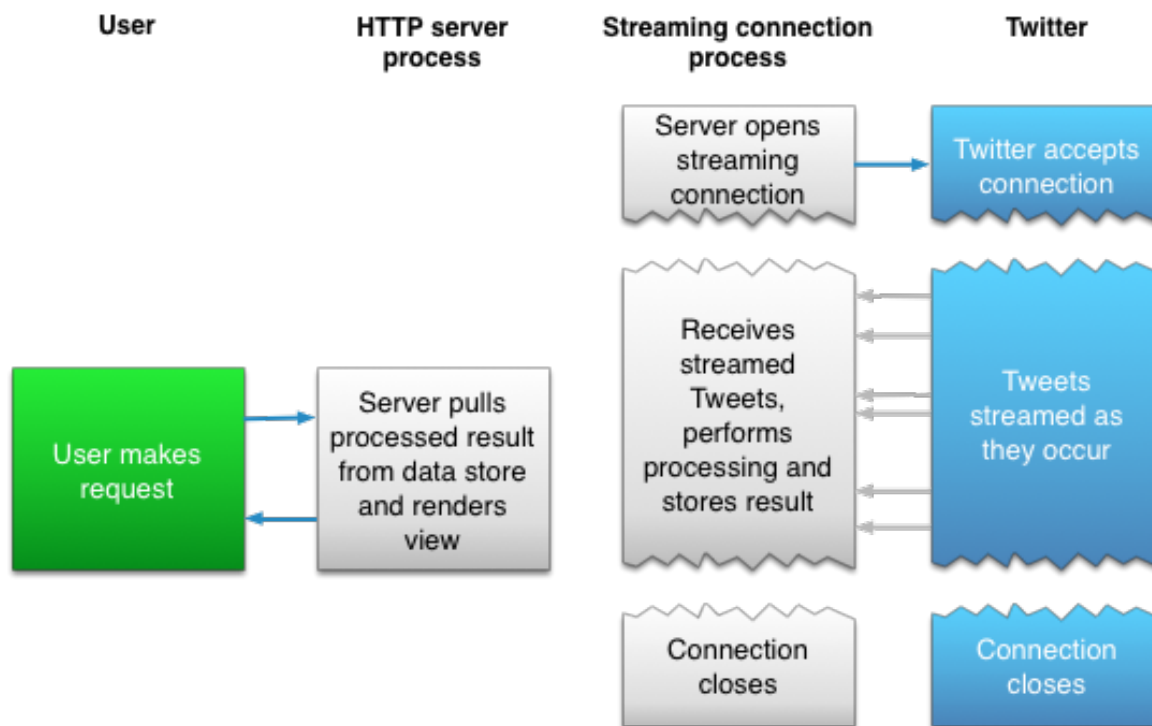 User
HTTP server
process
Streaming connection
process
Twitter
Server opens
streaming
connection
Twitter accepts
connection
User makes
request
Server pulls
processed result
from data store
and renders
view
Receives
streamed
Tweets,
performs
processing and
stores result
Tweets
streamed as
they occur
Connection
closes
Connection
closes